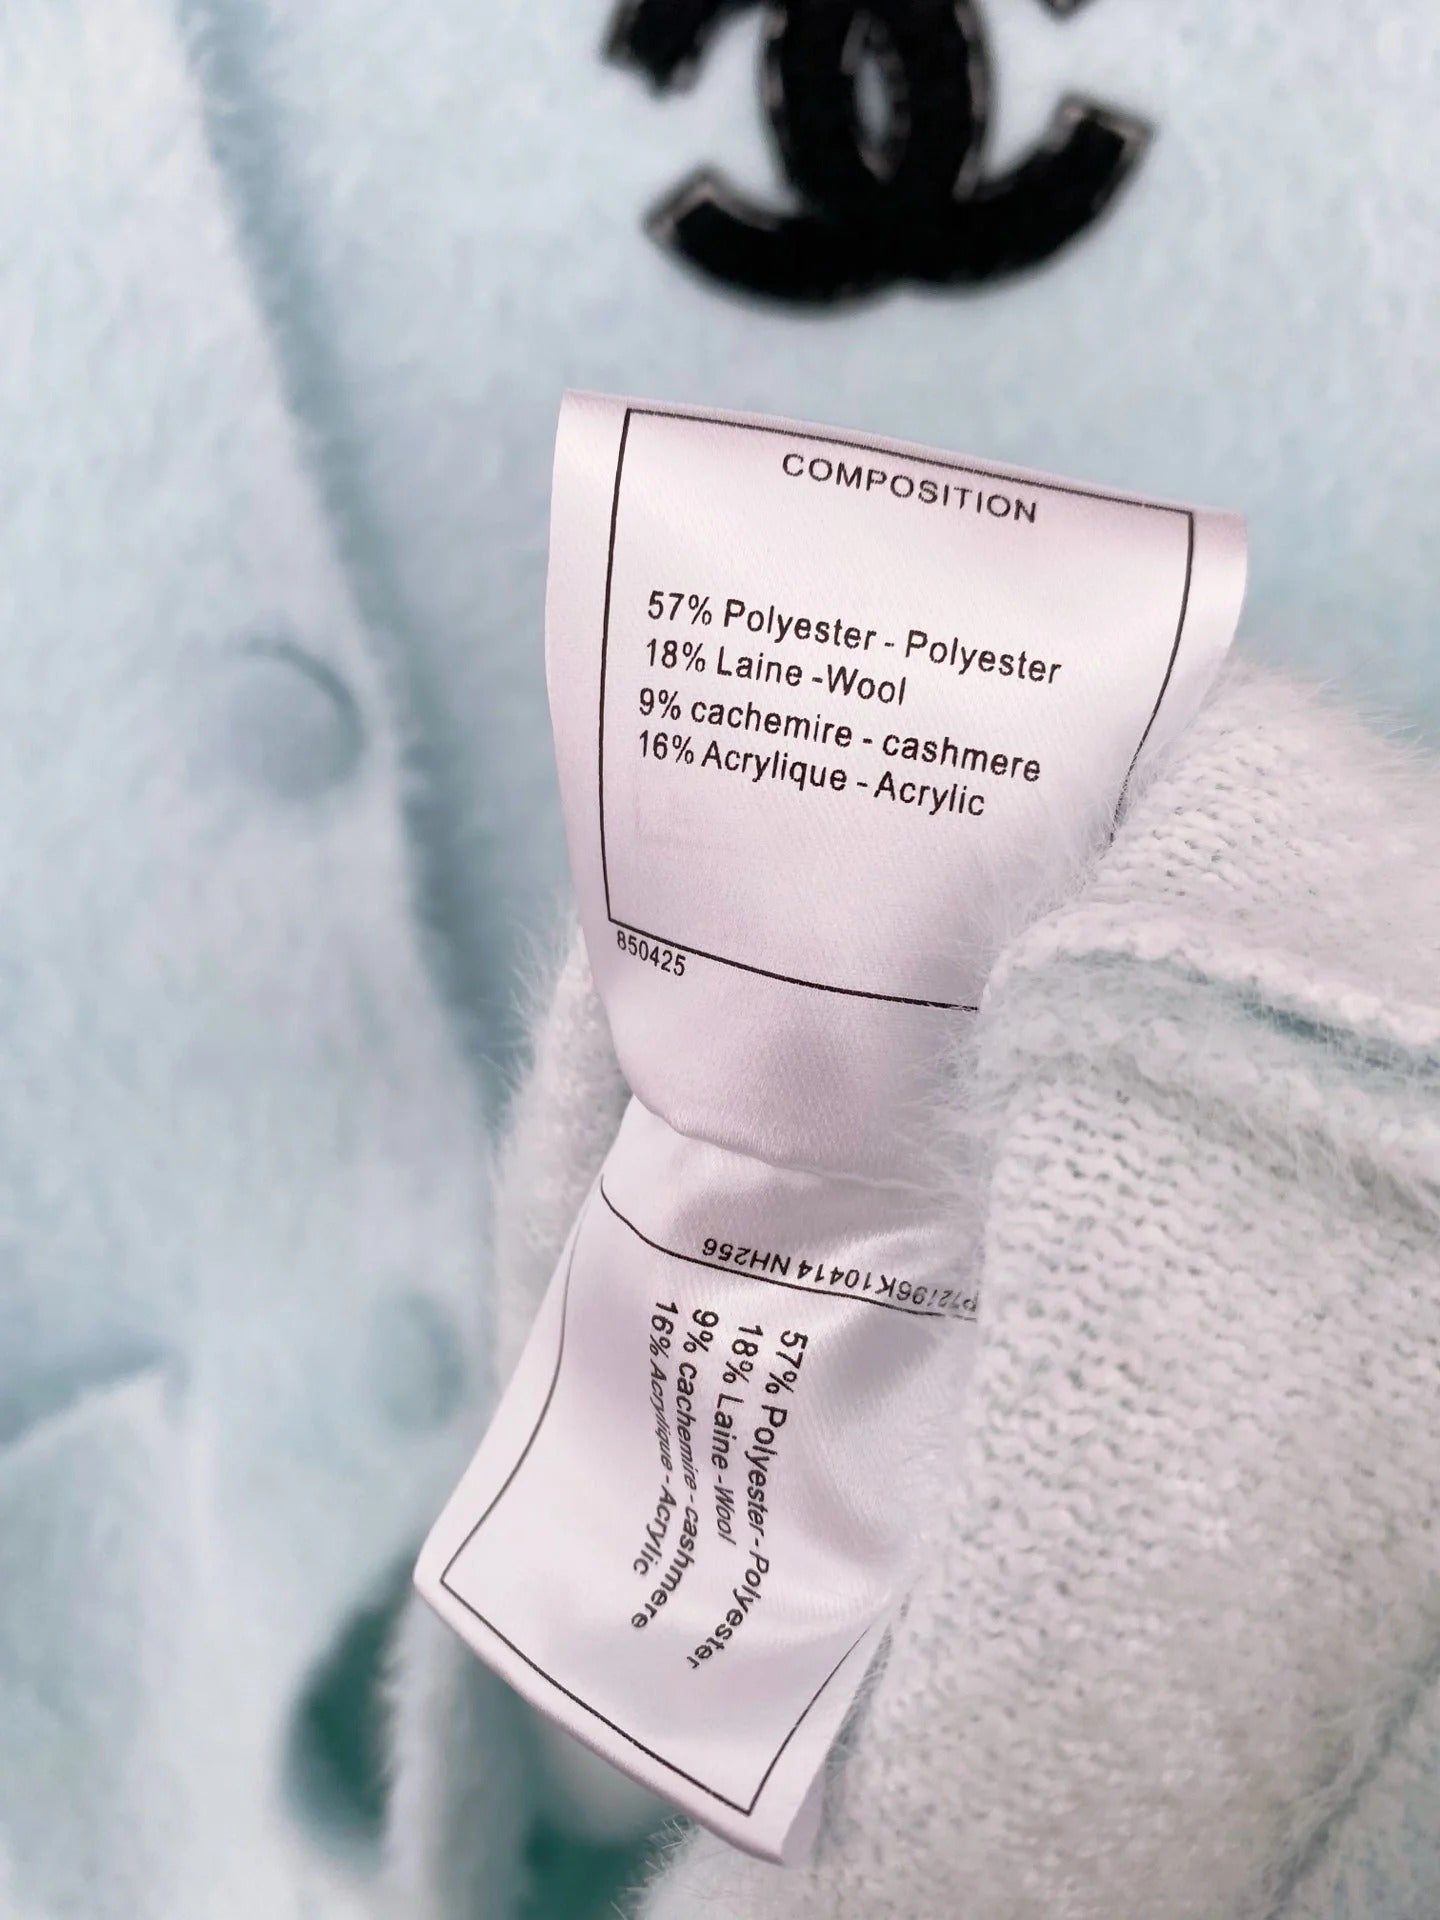 COMPOSITION
57% Polyester - Polyester
18% Laine -Wool
9% cachemire - cashmere
16% Acrylique - Acrylic
850425
P72196K10414 NH256
57% Polyester-Polyester
18% Laine-Wool
9% cachemire-cashmere
16% Acrylique-Acrylic